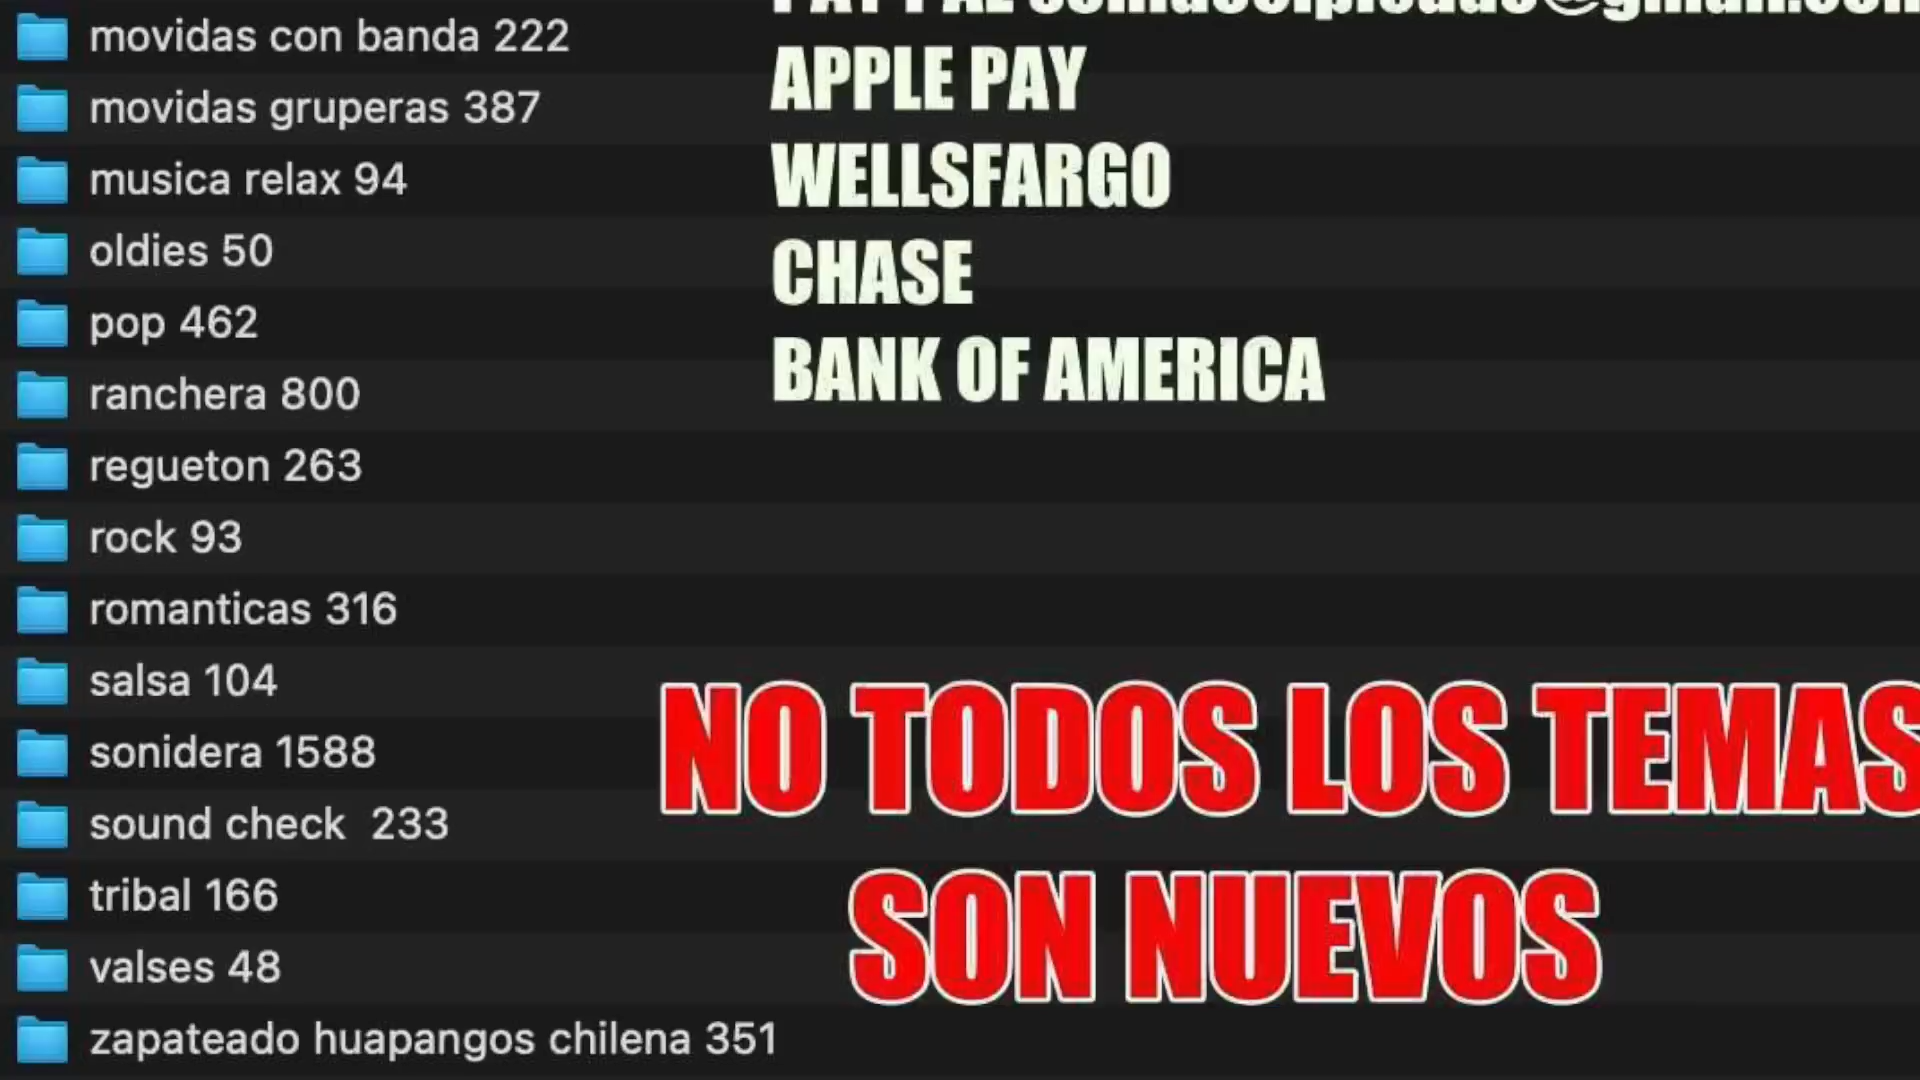 movidas con banda 222
movidas gruperas 387
musica relax 94
oldies 50
pop 462
ranchera 800
regueton 263
rock 93
romanticas 316
salsa 104
sonidera 1588
sound check  233
tribal 166
valses 48
zapateado huapangos chilena 351
PAY PAL
APPLE PAY
WELLSFARGO
CHASE
BANK OF AMERICA
NO TODOS LOS TEMAS
SON NUEVOS